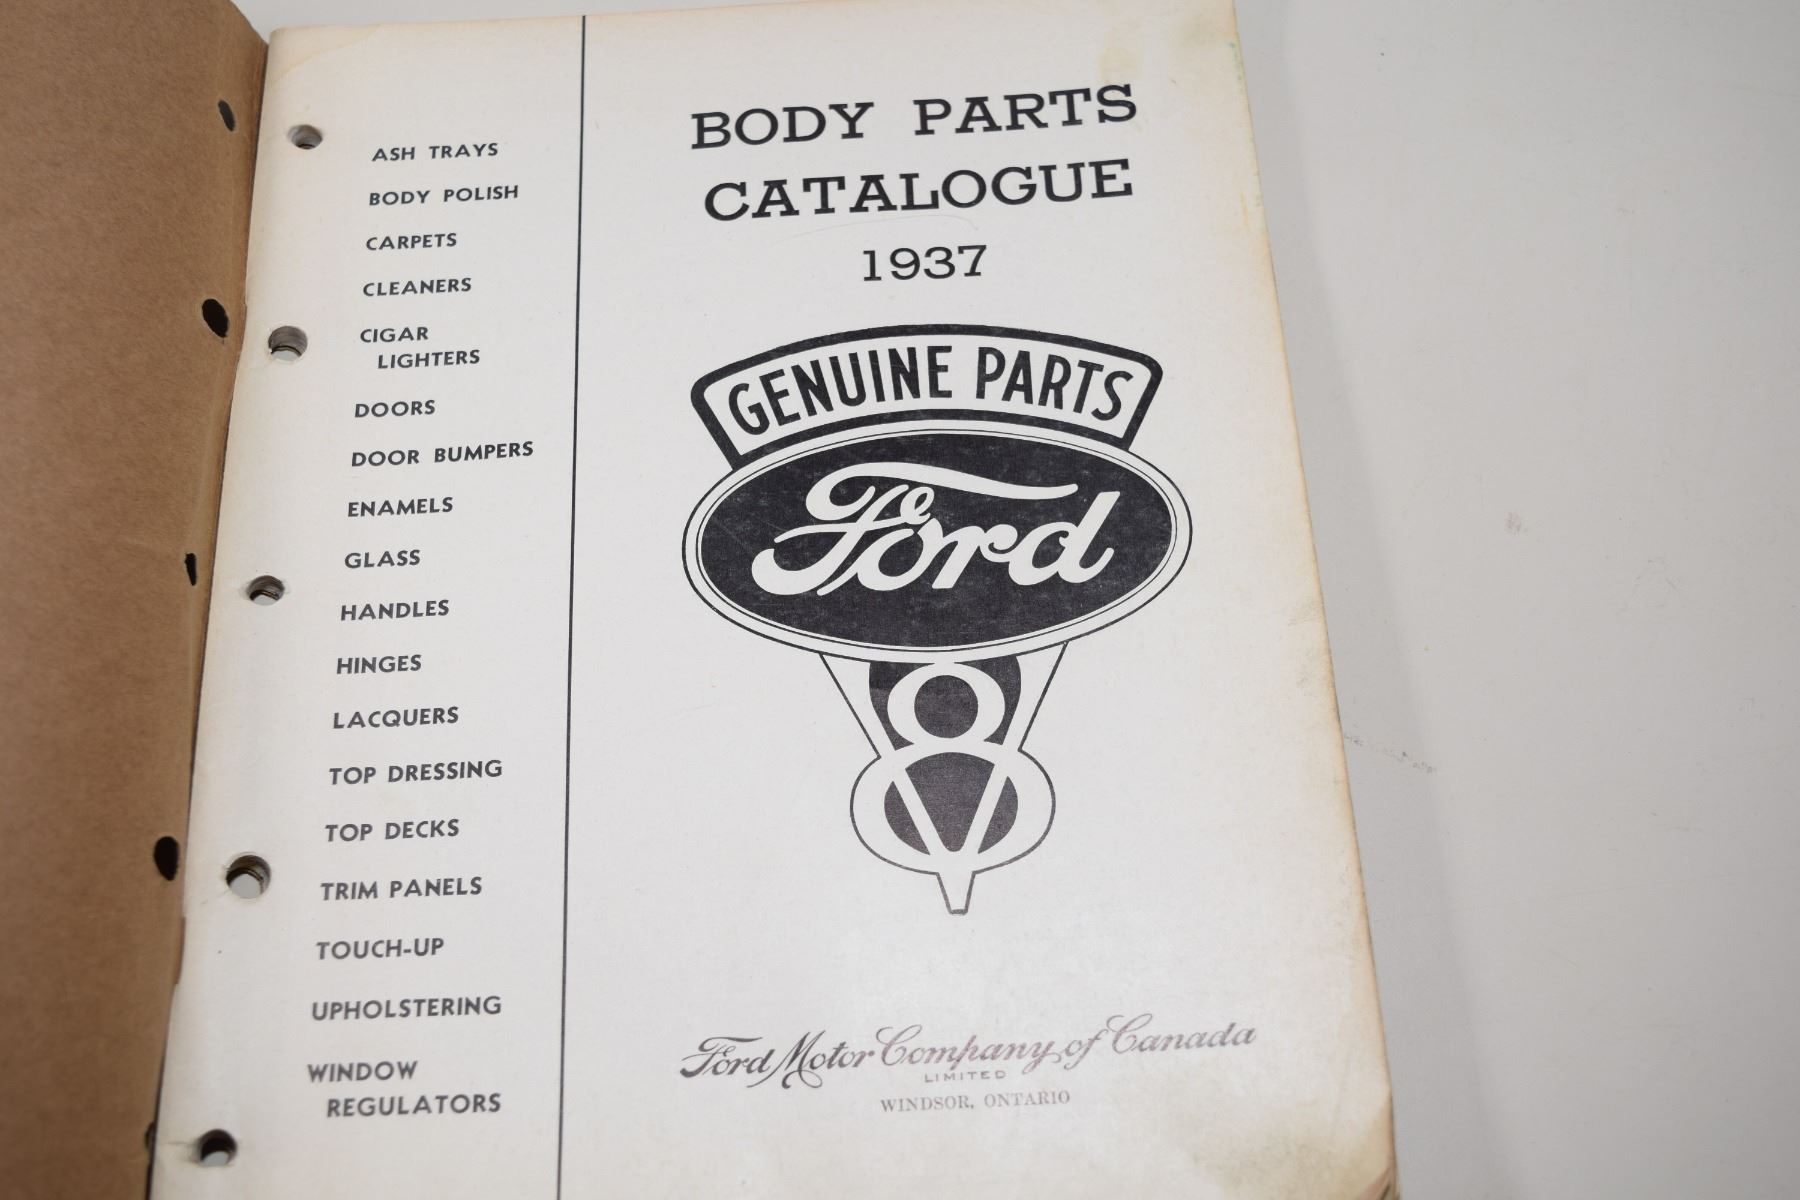 ASH TRAYS
BODY POLISH
CARPETS
CLEANERS
CIGAR
LIGHTERS
DOORS
DOOR BUMPERS
ENAMELS
GLASS
HANDLES
HINGES
LACQUERS
TOP DRESSING
TOP DECKS
TRIM PANELS
TOUCH-UP
UPHOLSTERING
WINDOW
REGULATORS
BODY PARTS
CATALOGUE
1937
GENUINE PARTS
Ford
V8
Ford Motor Company of Canada
LIMITED
WINDSOR, ONTARIO